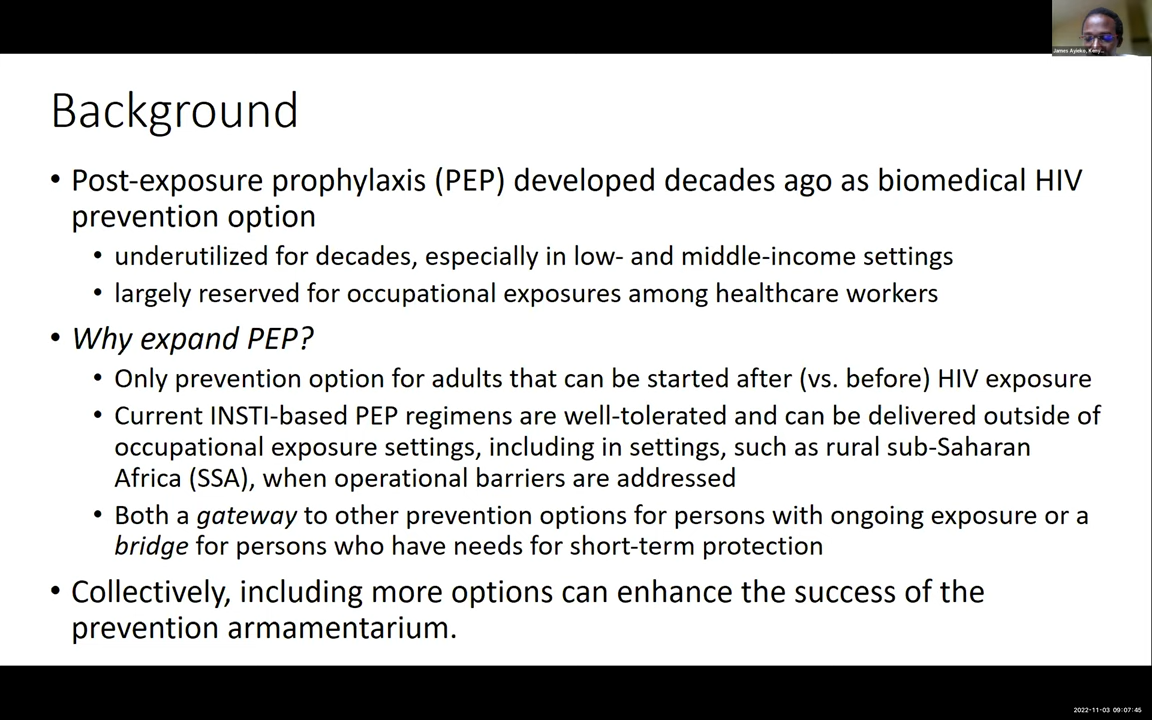 James Ayieko, Keny...
Background
• Post-exposure prophylaxis (PEP) developed decades ago as biomedical HIV
prevention option
• underutilized for decades, especially in low- and middle-income settings
• largely reserved for occupational exposures among healthcare workers
• Why expand PEP?
• Only prevention option for adults that can be started after (vs. before) HIV exposure
• Current INSTI-based PEP regimens are well-tolerated and can be delivered outside of
occupational exposure settings, including in settings, such as rural sub-Saharan
Africa (SSA), when operational barriers are addressed
• Both a gateway to other prevention options for persons with ongoing exposure or a
bridge for persons who have needs for short-term protection
• Collectively, including more options can enhance the success of the
prevention armamentarium.
2022-11-03 09:07:45